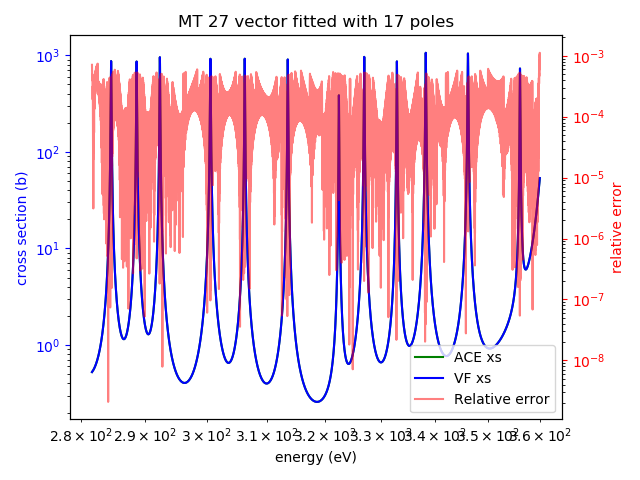 MT 27 vector fitted with 17 poles
cross section (b)
10³
10²
10¹
10⁰
10⁻³
10⁻⁴
10⁻⁵
10⁻⁶
10⁻⁷
10⁻⁸
relative error
ACE xs
VF xs
Relative error
2.8 × 10² 2.9 × 10² 3 × 10² 3.1 × 10² 3.2 × 10² 3.3 × 10² 3.4 × 10² 3.5 × 10² 3.6 × 10²
energy (eV)